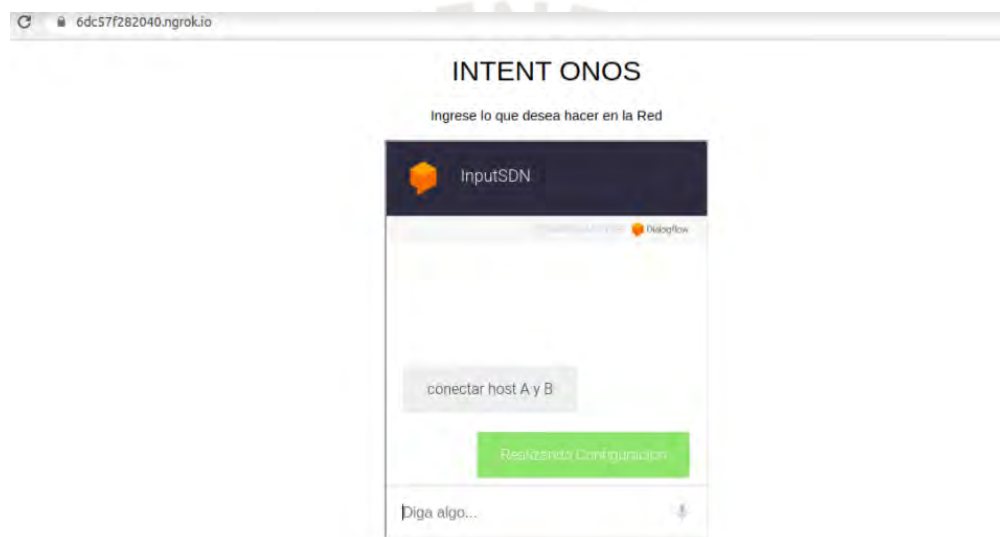 6dc57f282040.ngrok.io
INTENT ONOS
Ingrese lo que desea hacer en la Red
InputSDN
Dialogflow
conectar host A y B
Realizando Configuracion
Diga algo...